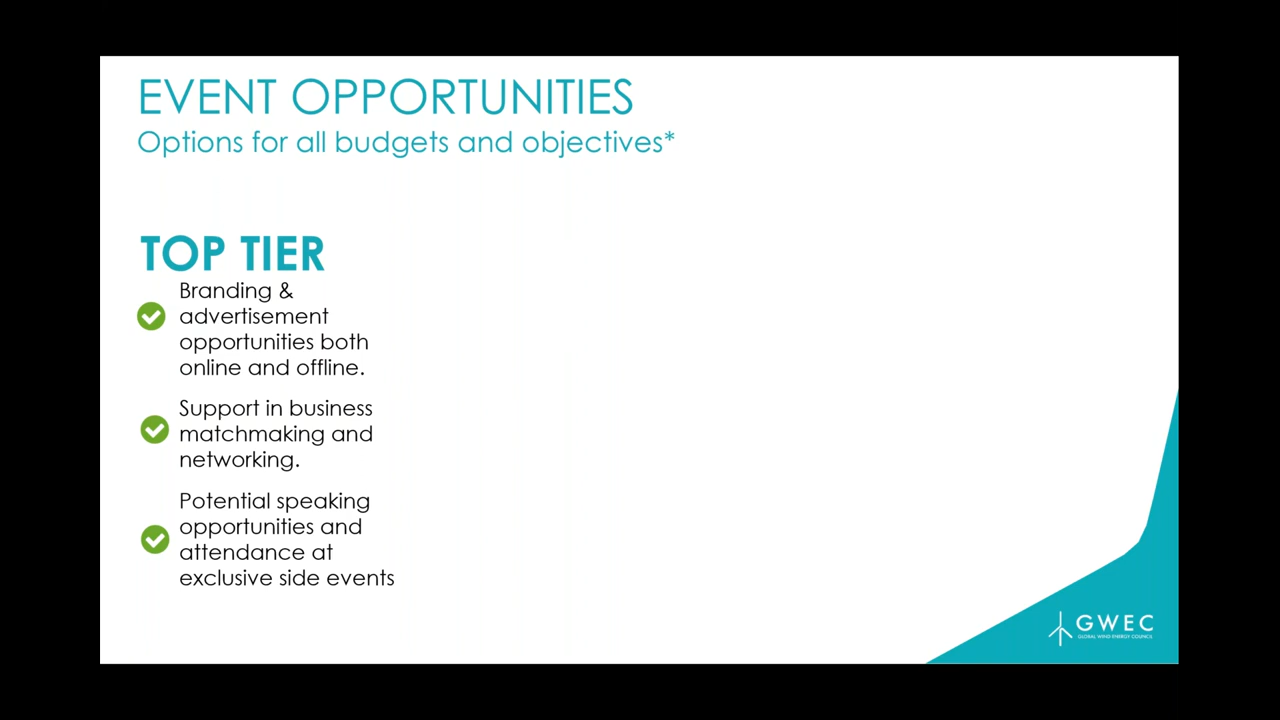 EVENT OPPORTUNITIES
Options for all budgets and objectives*
TOP TIER
Branding &
advertisement
opportunities both
online and offline.
Support in business
matchmaking and
networking.
Potential speaking
opportunities and
attendance at
exclusive side events
GWEC
GLOBAL WIND ENERGY COUNCIL